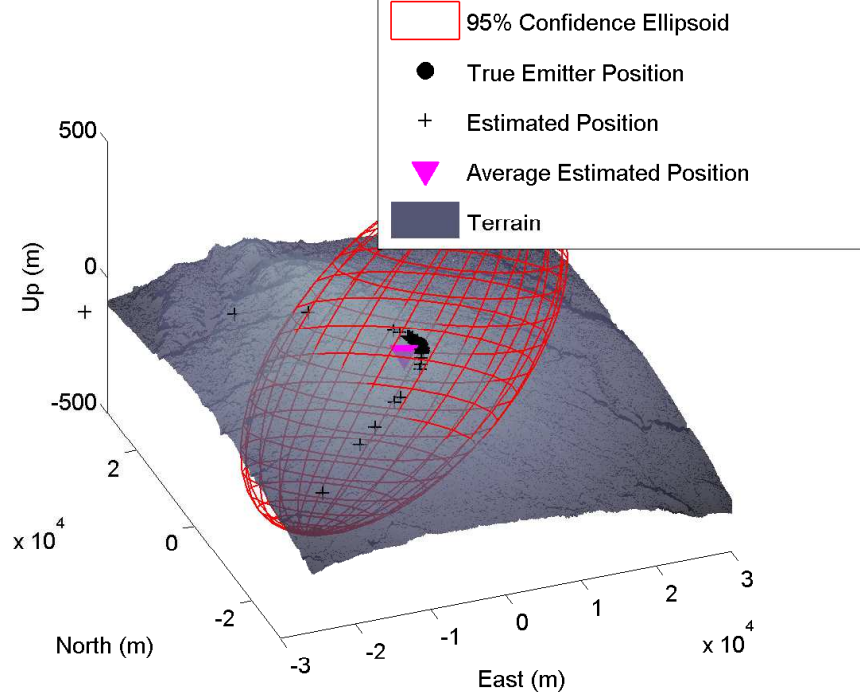 95% Confidence Ellipsoid
True Emitter Position
Estimated Position
Average Estimated Position
Terrain
500
0
-500
Up (m)
2
0
-2
x 10^4
North (m)
-3
-2
-1
0
1
2
3
x 10^4
East (m)